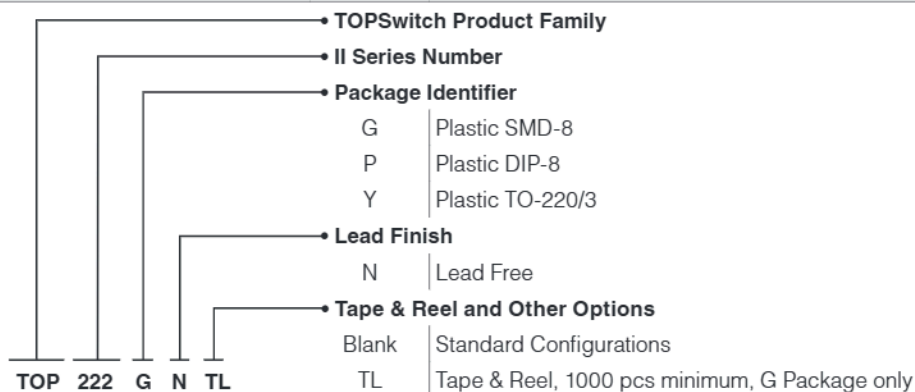 • TOPSwitch Product Family
• II Series Number
• Package Identifier
G Plastic SMD-8
P Plastic DIP-8
Y Plastic TO-220/3
• Lead Finish
N Lead Free
• Tape & Reel and Other Options
Blank Standard Configurations
TOP 222 G N TL TL Tape & Reel, 1000 pcs minimum, G Package only